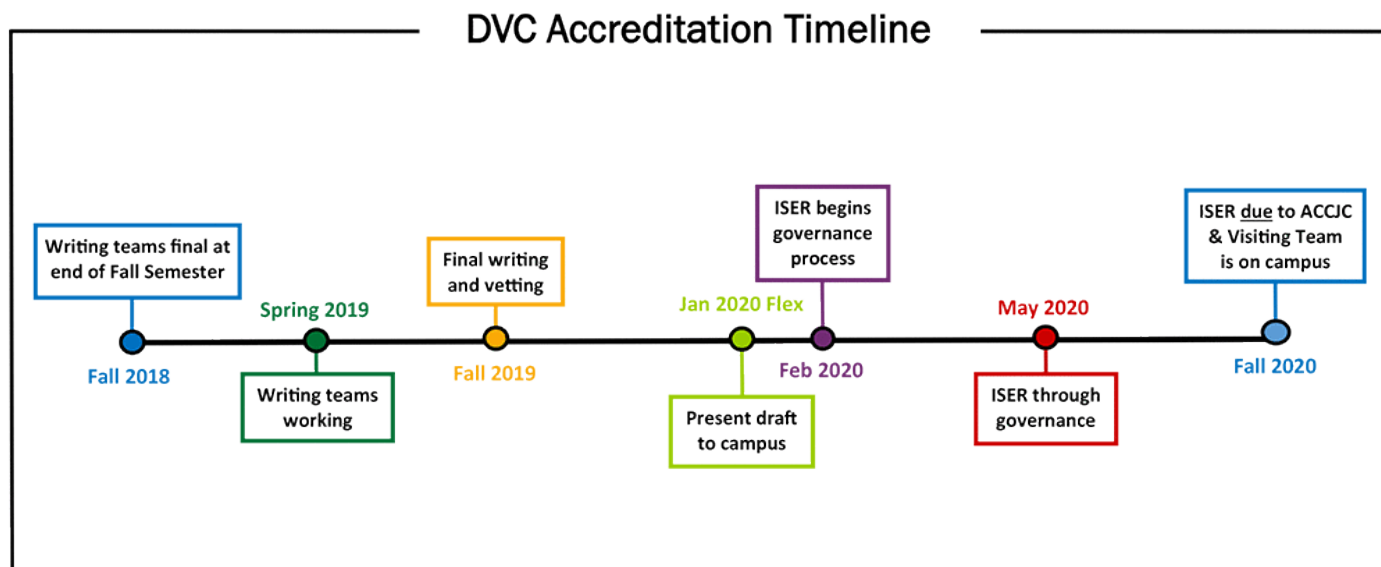 DVC Accreditation Timeline
Writing teams final at
end of Fall Semester
Fall 2018
Spring 2019
Writing teams
working
Final writing
and vetting
Fall 2019
Jan 2020 Flex
Present draft
to campus
ISER begins
governance
process
Feb 2020
May 2020
ISER through
governance
ISER due to ACCJC
& Visiting Team
is on campus
Fall 2020